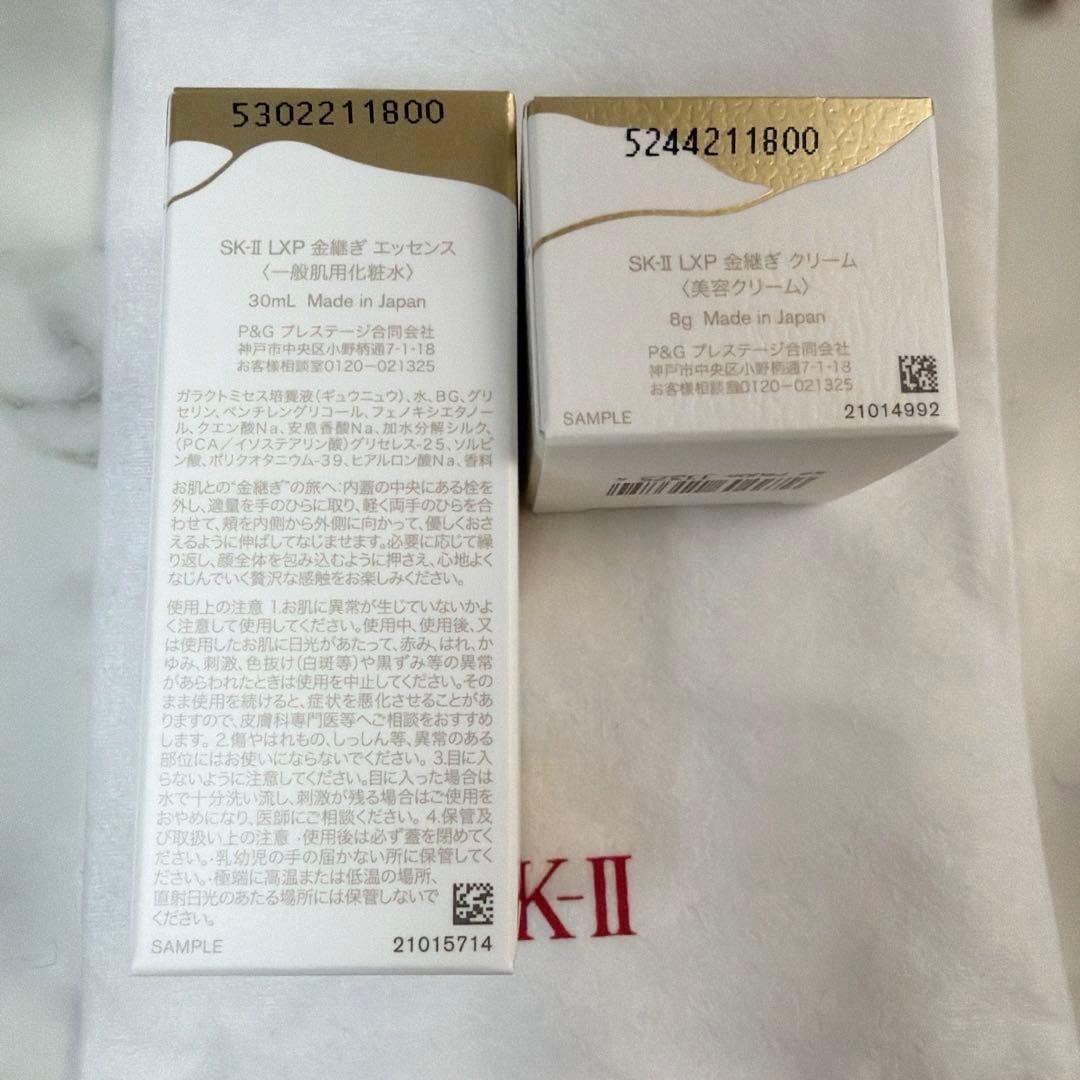 5302211800
SK-II LXP 金継ぎ エッセンス
〈一般肌用化粧水〉
30mL Made in Japan
P&G プレステージ合同会社
神戸市中央区小野柄通7-1-18
お客様相談室0120-021325
ガラクトミセス培養液(ギュウニュウ)、水、BG、グリ
セリン、ペンチレングリコール、フェノキシエタノー
ル、クエン酸Na、安息香酸Na、加水分解シルク、
(PCA/イソステアリン酸)グリセレス-25、ソルビ
ン酸、ポリクオタニウム-39、ヒアルロン酸Na、香料
お肌との"金継ぎ"の旅へ:内蓋の中央にある栓を
外し、適量を手のひらに取り、軽く両手のひらを合
わせて、頬を内側から外側に向かって、優しくおさ
えるように伸ばしてなじませます。必要に応じて繰
り返し、顔全体を包み込むように押さえ、心地よく
なじんでいく贅沢な感触をお楽しみください。
使用上の注意 1.お肌に異常が生じていないかよ
く注意して使用してください。使用中、使用後、又
は使用したお肌に日光があたって、赤み、はれ、か
ゆみ、刺激、色抜け(白斑等)や黒ずみ等の異常
があらわれたときは使用を中止してください。その
まま使用を続けると、症状を悪化させることがあ
りますので、皮膚科専門医等へご相談をおすすめ
します。2.傷やはれもの、しっしん等、異常のある
部位にはお使いにならないでください。3.目に入
らないように注意してください。目に入った場合は
水で十分洗い流し、刺激が残る場合はご使用を
おやめになり、医師にご相談ください。4.保管及
び取扱い上の注意 ・使用後は必ず蓋を閉めてく
ださい。・乳幼児の手の届かない所に保管してく
ださい。・極端に高温または低温の場所、
直射日光のあたる場所には保管しないで
ください。
SAMPLE 21015714
5244211800
SK-II LXP 金継ぎ クリーム
〈美容クリーム〉
8g Made in Japan
P&G プレステージ合同会社
神戸市中央区小野柄通7-1-18
お客様相談室0120-021325
SAMPLE 21014992
K-II